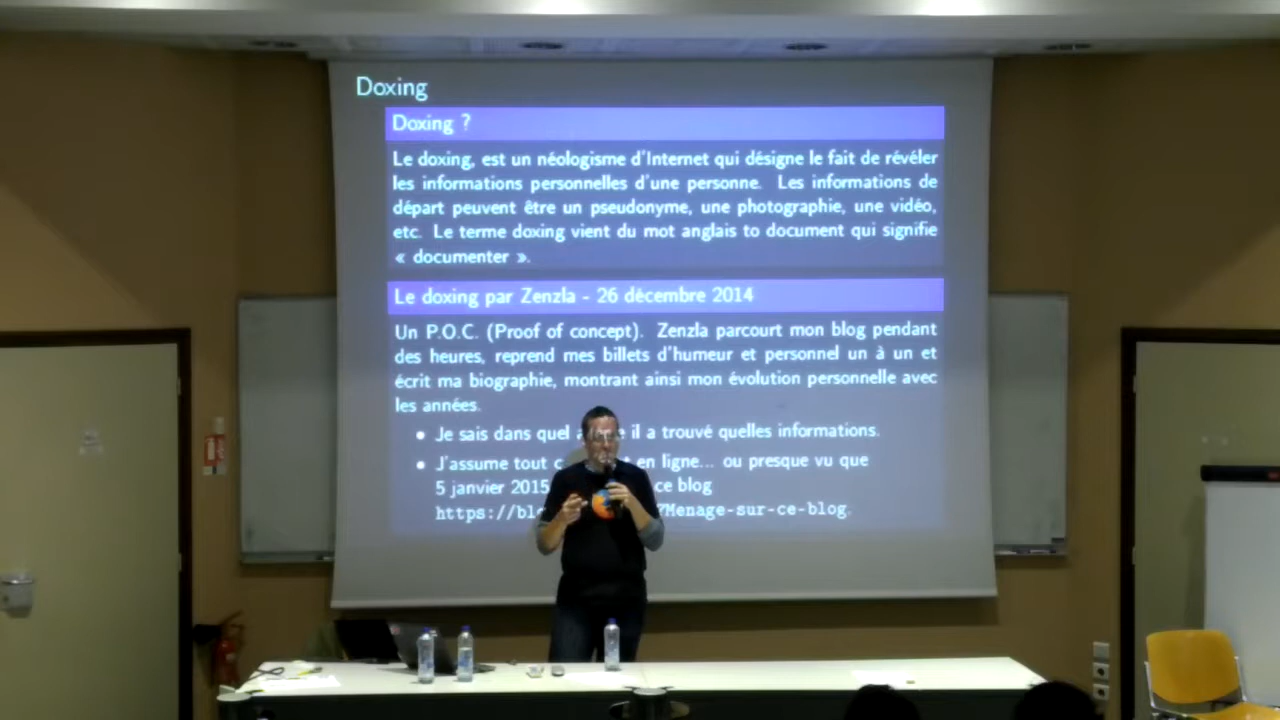 Doxing
Doxing ?
Le doxing, est un néologisme d'Internet qui désigne le fait de révéler
les informations personnelles d'une personne. Les informations de
départ peuvent être un pseudonyme, une photographie, une vidéo,
etc. Le terme doxing vient du mot anglais to document qui signifie
« documenter ».
Le doxing par Zenzla - 26 décembre 2014
Un P.O.C. (Proof of concept). Zenzla parcourt mon blog pendant
des heures, reprend mes billets d'humeur et personnel un à un et
écrit ma biographie, montrant ainsi mon évolution personnelle avec
les années.
• Je sais dans quel il a trouvé quelles informations.
• J'assume tout en ligne... ou presque vu que
5 janvier 2015 ce blog
https://bl ?Menage-sur-ce-blog.